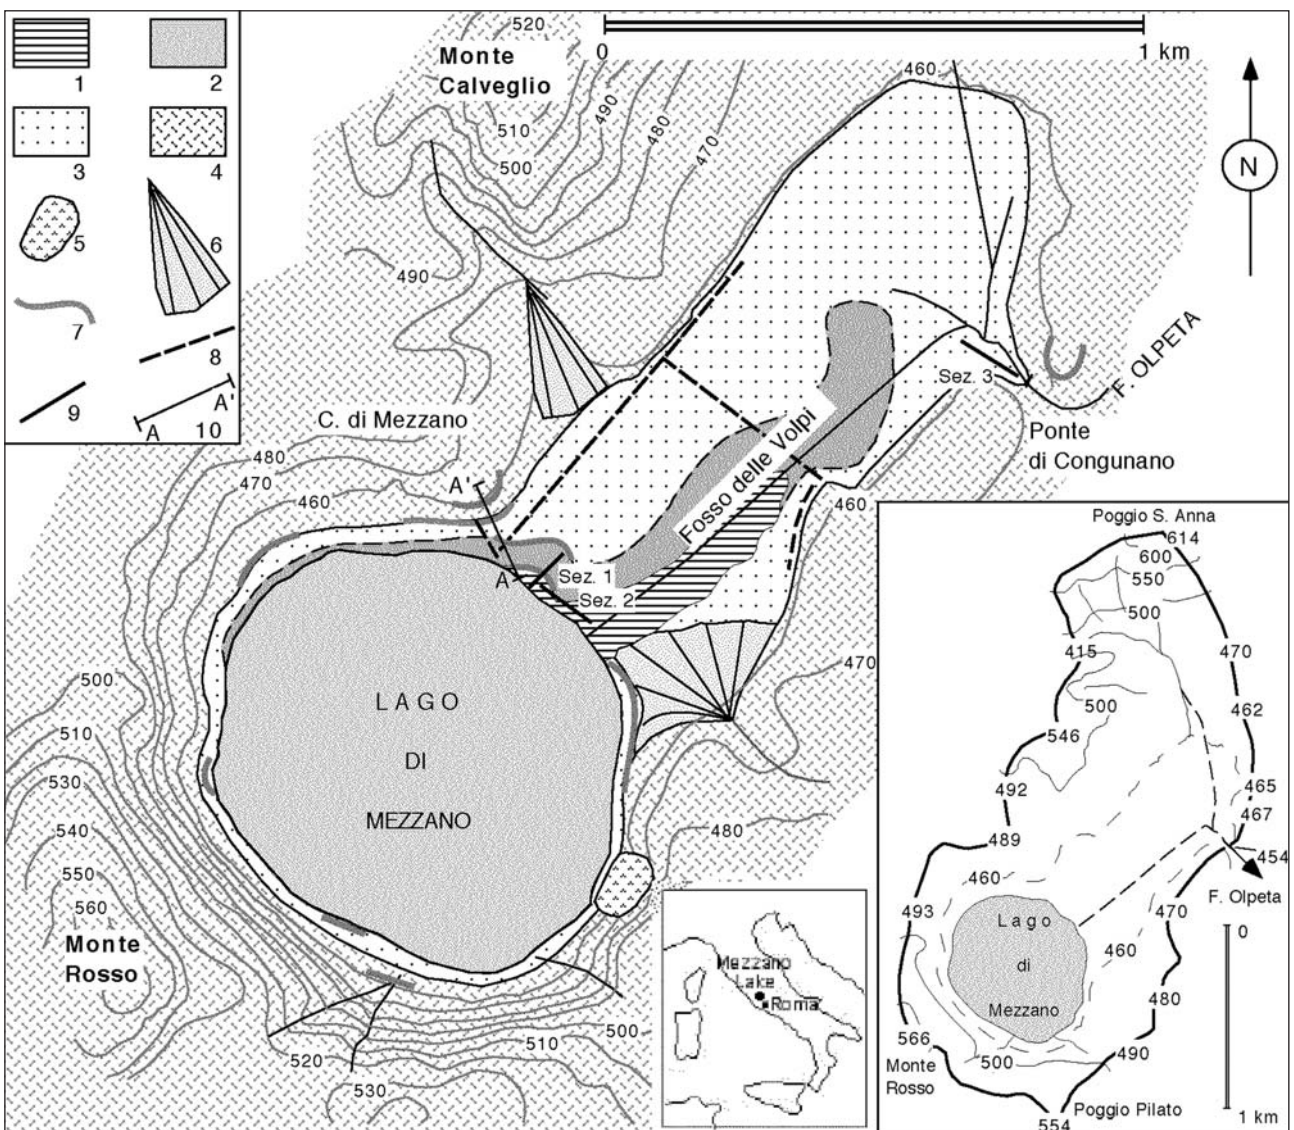 1
2
3
4
5
6
7
8
9
A
A'
10
Monte
Calveglio
520
510
500
490
480
470
460
0
1 km
N
490
C. di Mezzano
480
470
460
A'
A
Sez. 1
Sez. 2
Sez. 3
Fosso delle Volpi
F. OLPETA
Ponte
di Congunano
460
470
480
LAGO
DI
MEZZANO
500
510
530
540
550
560
Monte
Rosso
520
530
510
500
Mezzano
Lake
Roma
Poggio S. Anna
614
600
550
500
415
500
546
492
489
470
462
465
467
454
F. Olpeta
460
493
Lago
di
Mezzano
470
460
480
490
566
500
Monte
Rosso
Poggio Pilato
554
0
1 km